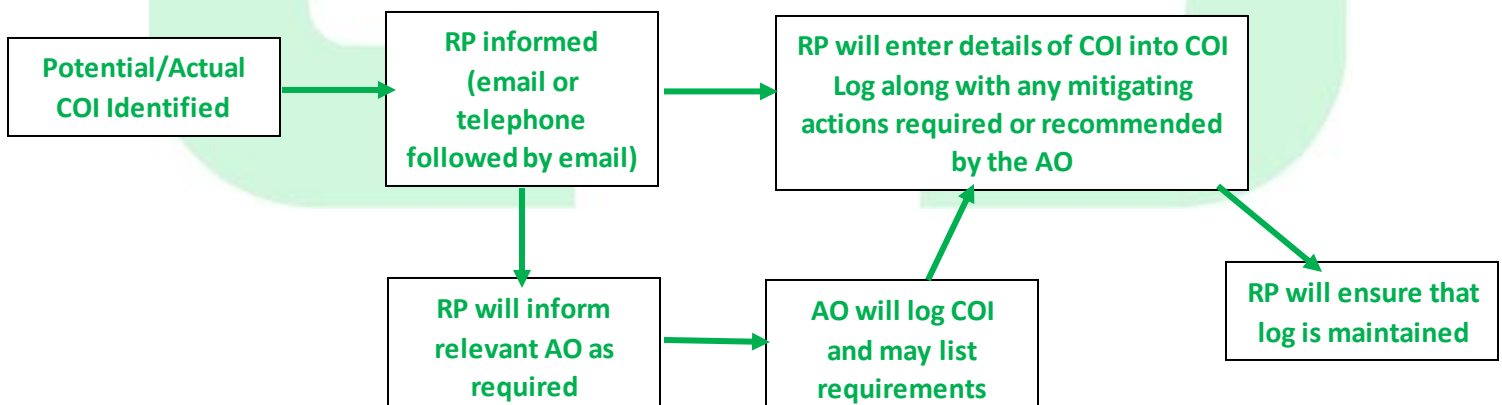 Potential/Actual
COI Identified
RP informed
(email or
telephone
followed by email)
RP will enter details of COI into COI
Log along with any mitigating
actions required or recommended
by the AO
RP will inform
relevant AO as
required
AO will log COI
and may list
requirements
RP will ensure that
log is maintained